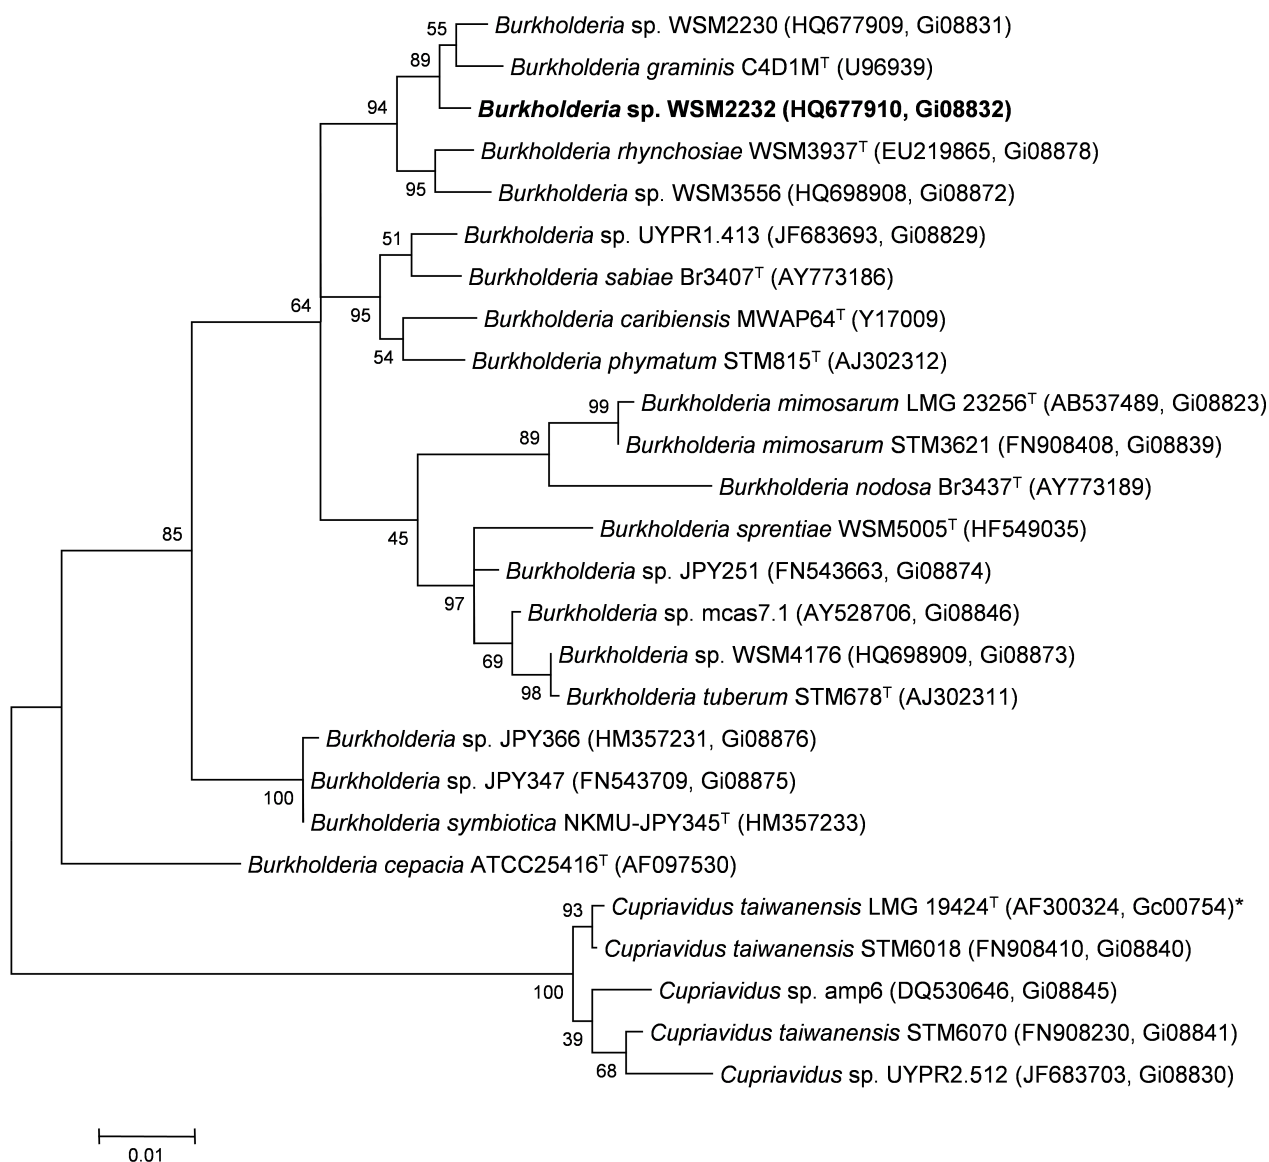 55
Burkholderia sp. WSM2230 (HQ677909, Gi08831)
89
Burkholderia graminis C4D1Mᵀ (U96939)
94
Burkholderia sp. WSM2232 (HQ677910, Gi08832)
Burkholderia rhynchosiae WSM3937ᵀ (EU219865, Gi08878)
95
Burkholderia sp. WSM3556 (HQ698908, Gi08872)
51
Burkholderia sp. UYPR1.413 (JF683693, Gi08829)
Burkholderia sabiae Br3407ᵀ (AY773186)
64
95
Burkholderia caribiensis MWAP64ᵀ (Y17009)
54
Burkholderia phymatum STM815ᵀ (AJ302312)
99
Burkholderia mimosarum LMG 23256ᵀ (AB537489, Gi08823)
89
Burkholderia mimosarum STM3621 (FN908408, Gi08839)
Burkholderia nodosa Br3437ᵀ (AY773189)
85
45
Burkholderia sprentiae WSM5005ᵀ (HF549035)
Burkholderia sp. JPY251 (FN543663, Gi08874)
97
Burkholderia sp. mcas7.1 (AY528706, Gi08846)
69
Burkholderia sp. WSM4176 (HQ698909, Gi08873)
98
Burkholderia tuberum STM678ᵀ (AJ302311)
Burkholderia sp. JPY366 (HM357231, Gi08876)
Burkholderia sp. JPY347 (FN543709, Gi08875)
100
Burkholderia symbiotica NKMU-JPY345ᵀ (HM357233)
Burkholderia cepacia ATCC25416ᵀ (AF097530)
93
Cupriavidus taiwanensis LMG 19424ᵀ (AF300324, Gc00754)*
Cupriavidus taiwanensis STM6018 (FN908410, Gi08840)
100
Cupriavidus sp. amp6 (DQ530646, Gi08845)
39
Cupriavidus taiwanensis STM6070 (FN908230, Gi08841)
68
Cupriavidus sp. UYPR2.512 (JF683703, Gi08830)
0.01